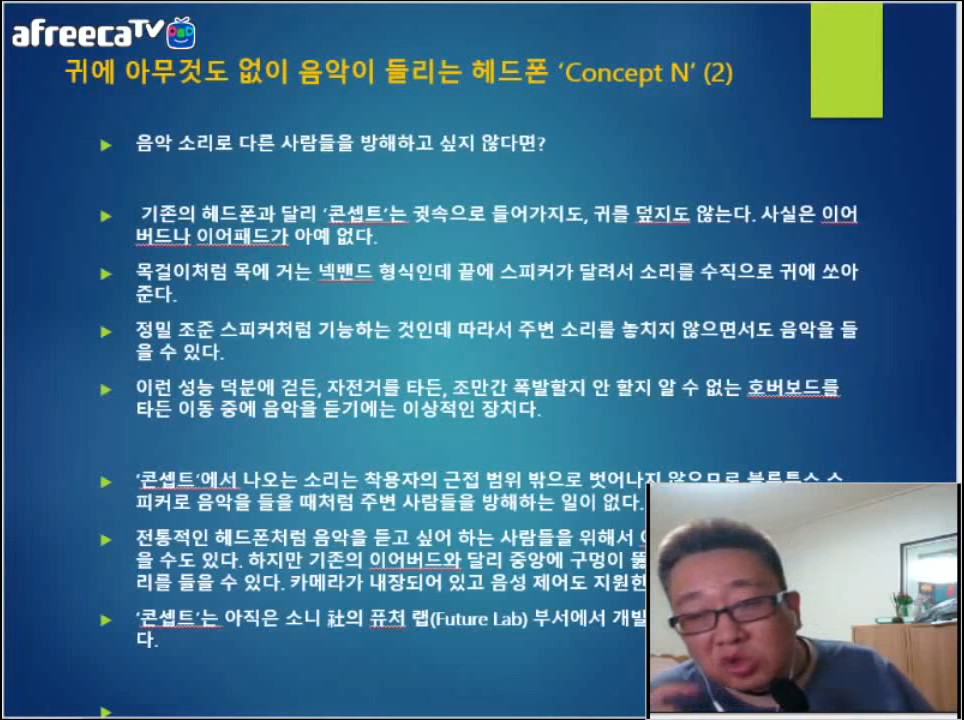 afreecaTV
귀에 아무것도 없이 음악이 들리는 헤드폰 ‘Concept N’ (2)
음악 소리로 다른 사람들을 방해하고 싶지 않다면?
기존의 헤드폰과 달리 ‘콘셉트’는 귓속으로 들어가지도, 귀를 덮지도 않는다. 사실은 이어
버드나 이어패드가 아예 없다.
목걸이처럼 목에 거는 넥밴드 형식인데 끝에 스피커가 달려서 소리를 수직으로 귀에 쏘아
준다.
정밀 조준 스피커처럼 기능하는 것인데 따라서 주변 소리를 놓치지 않으면서도 음악을 들
을 수 있다.
이런 성능 덕분에 걷든, 자전거를 타든, 조만간 폭발할지 안 할지 알 수 없는 호버보드를
타든 이동 중에 음악을 듣기에는 이상적인 장치다.
‘콘셉트’에서 나오는 소리는 착용자의 근접 범위 밖으로 벗어나지 않으므로 블루투스 스
피커로 음악을 들을 때처럼 주변 사람들을 방해하는 일이 없다.
전통적인 헤드폰처럼 음악을 듣고 싶어 하는 사람들을 위해서
을 수도 있다. 하지만 기존의 이어버드와 달리 중앙에 구멍이
리를 들을 수 있다. 카메라가 내장되어 있고 음성 제어도 지원한
‘콘셉트’는 아직은 소니 社의 퓨처 랩(Future Lab) 부서에서 개발
다.